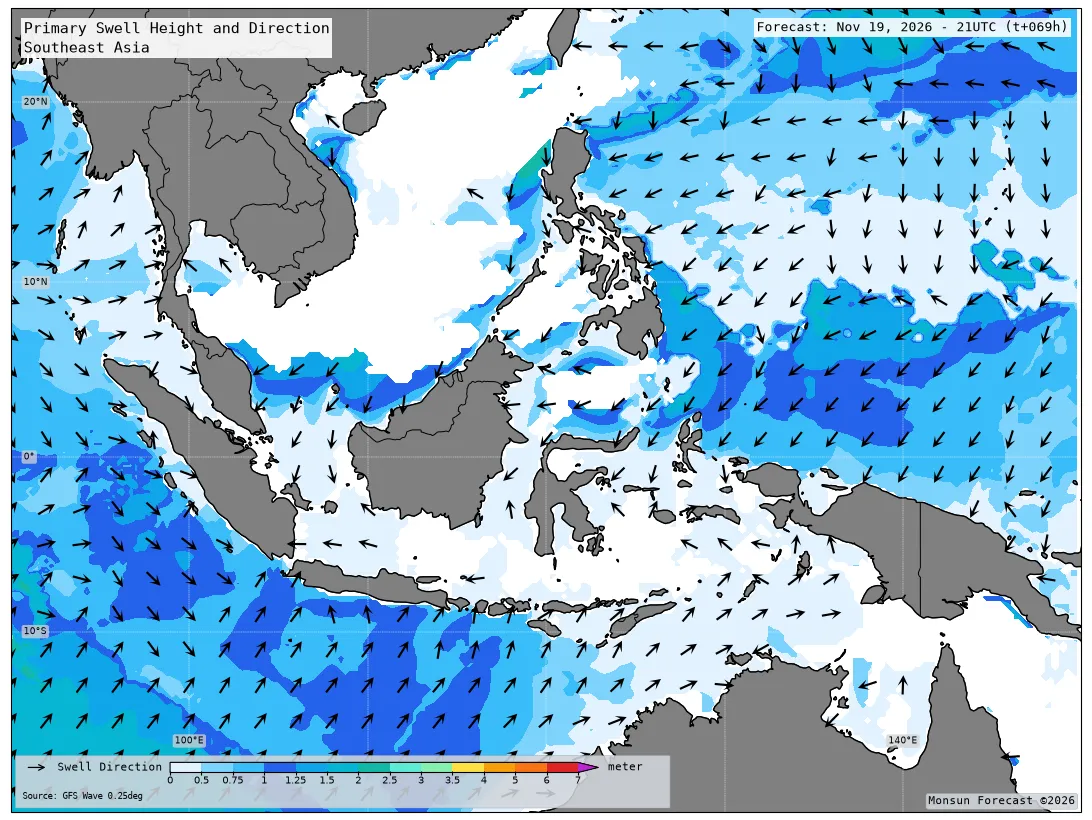 Primary Swell Height and Direction
Southeast Asia
Forecast: Nov 19, 2026 - 21UTC (t+069h)
20°N
10°N
0°
10°S
100°E
140°E
Swell Direction
meter
0 0.5 0.75 1 1.25 1.5 2 2.5 3 3.5 4 5 6 7
Source: GFS Wave 0.25deg
Monsun Forecast ©2026